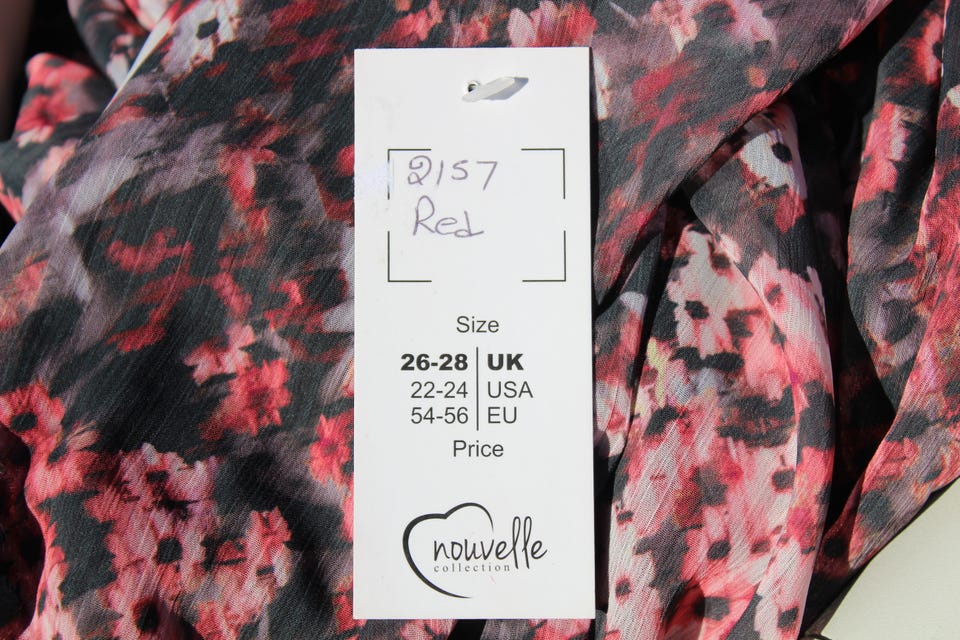 2157
Red
Size
26-28 UK
22-24 USA
54-56 EU
Price
nouvelle
collection